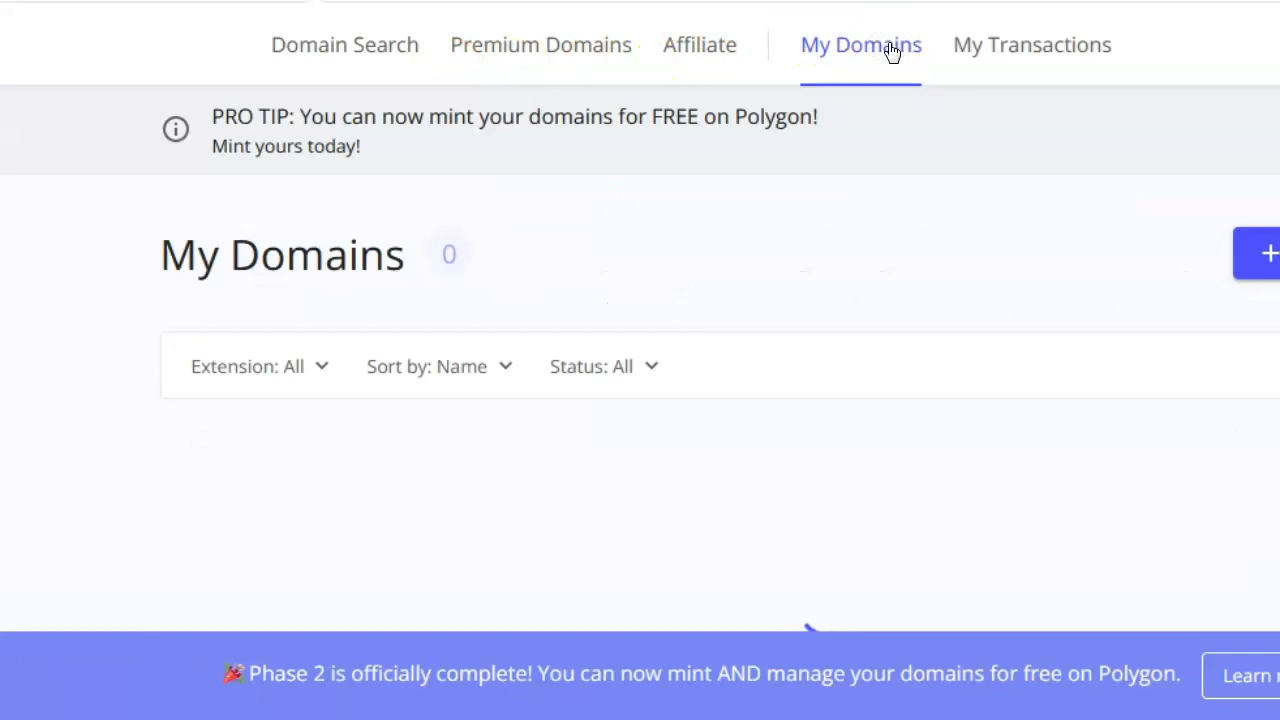 Domain Search Premium Domains Affiliate My Domains My Transactions
PRO TIP: You can now mint your domains for FREE on Polygon!
Mint yours today!
My Domains 0
+
Extension: All Sort by: Name Status: All
🎉 Phase 2 is officially complete! You can now mint AND manage your domains for free on Polygon. Learn